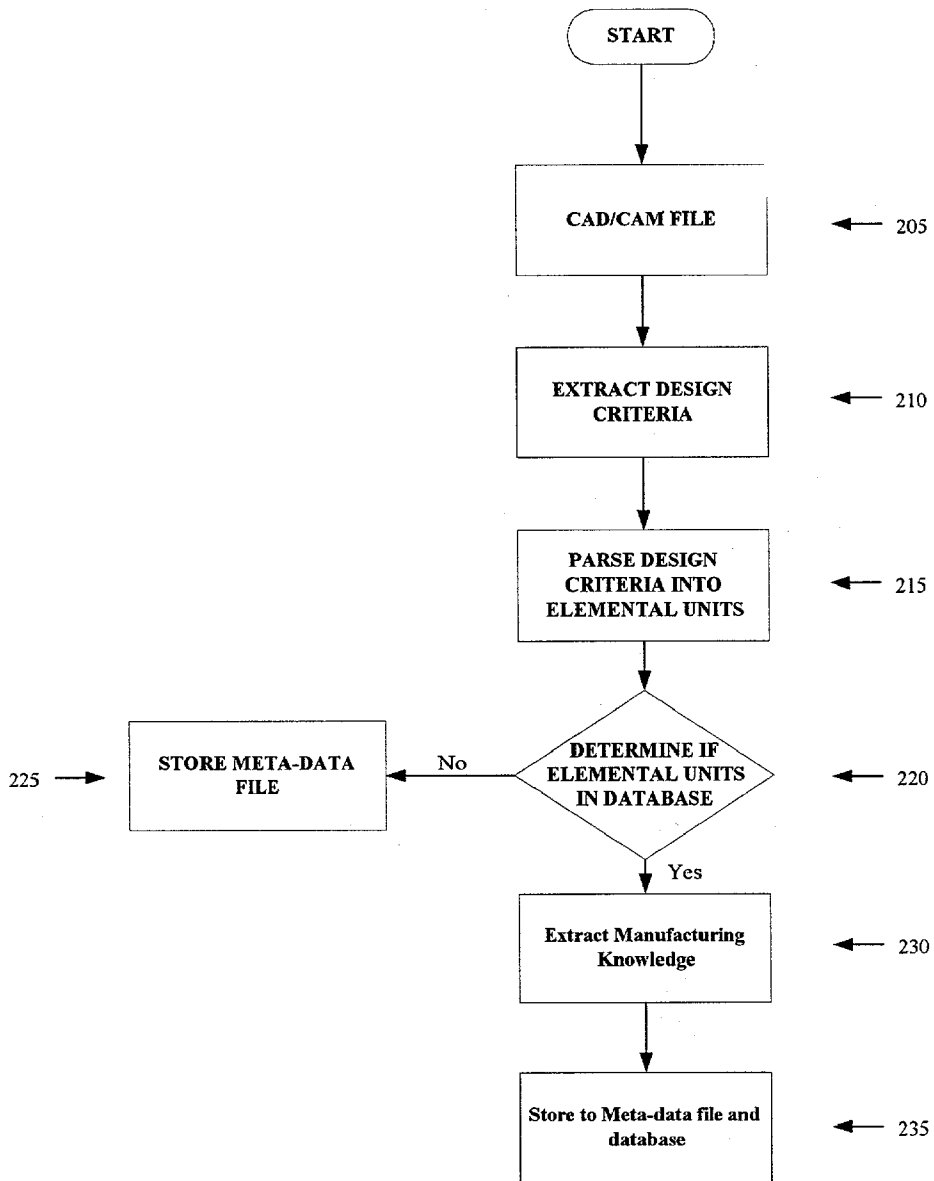 START
CAD/CAM FILE
205
EXTRACT DESIGN
CRITERIA
210
PARSE DESIGN
CRITERIA INTO
ELEMENTAL UNITS
215
DETERMINE IF
ELEMENTAL UNITS
IN DATABASE
220
No
STORE META-DATA
FILE
225
Yes
Extract Manufacturing
Knowledge
230
Store to Meta-data file and
database
235